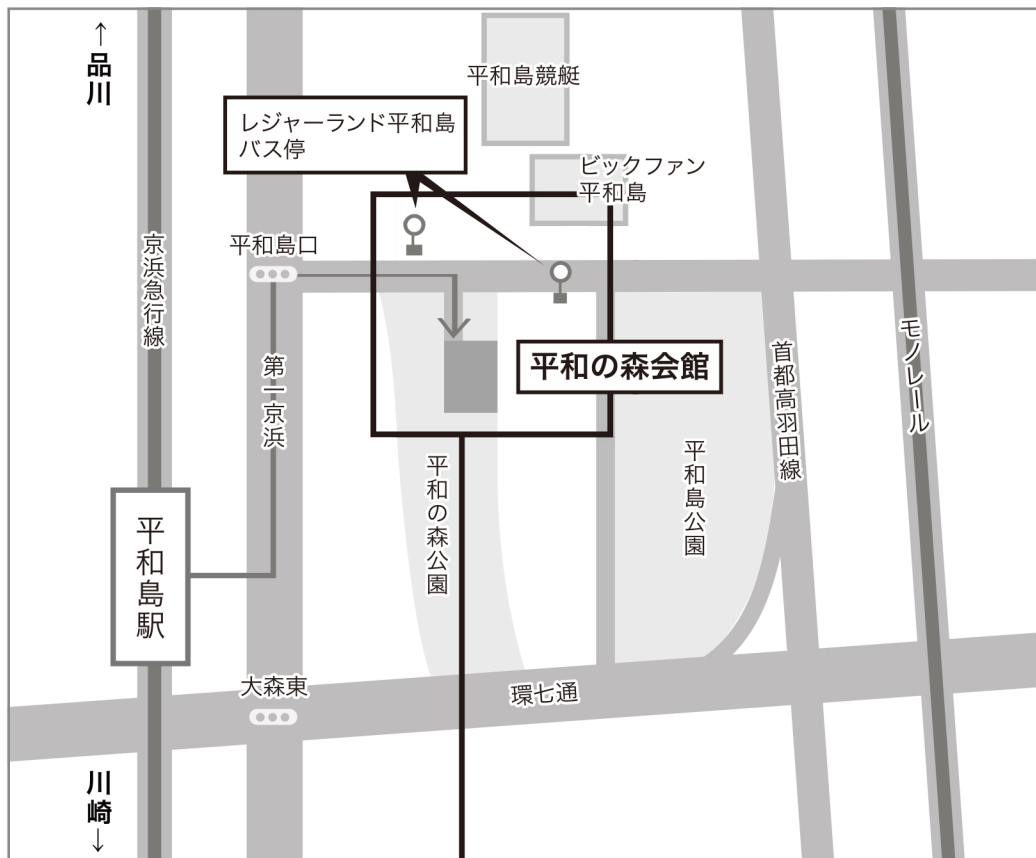 ↑品川
平和島競艇
レジャーランド平和島
バス停
ビックファン
平和島
平和島口
京浜急行線
第一京浜
平和の森会館
首都高羽田線
モノレール
平和の森公園
平和島公園
平和島駅
大森東
環七通
川崎↓